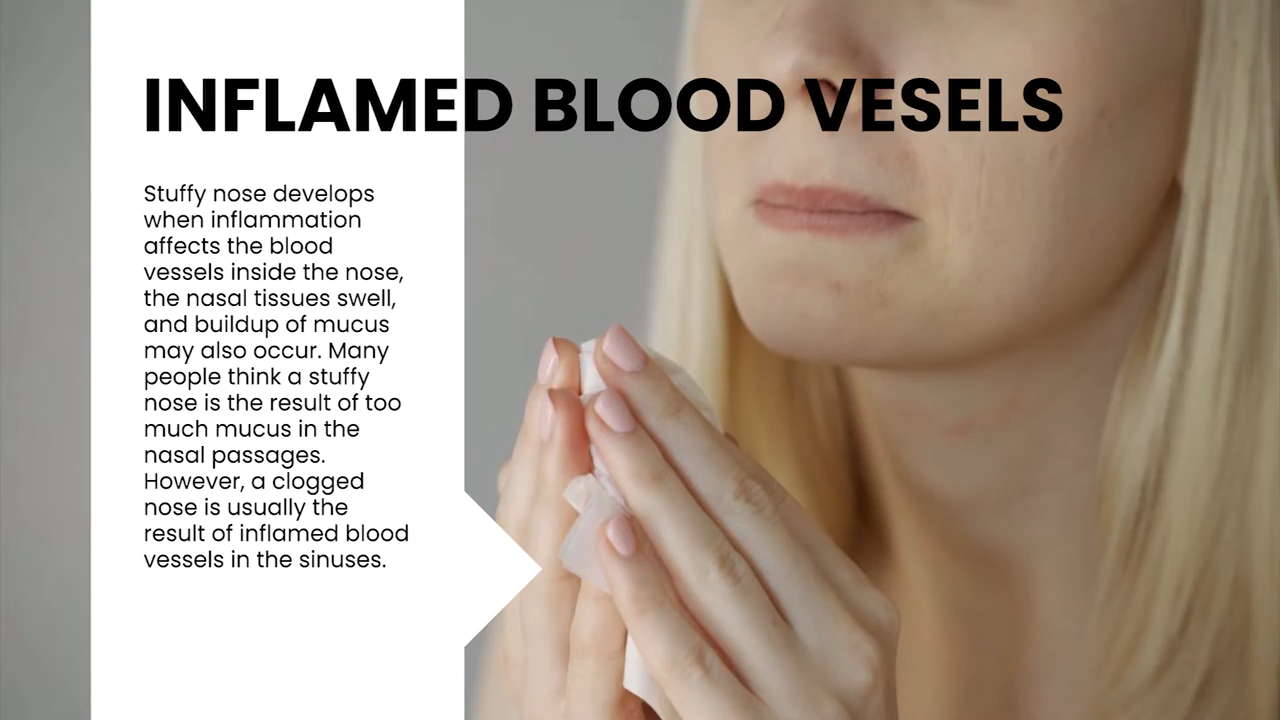 INFLAMED BLOOD VESELS
Stuffy nose develops
when inflammation
affects the blood
vessels inside the nose,
the nasal tissues swell,
and buildup of mucus
may also occur. Many
people think a stuffy
nose is the result of too
much mucus in the
nasal passages.
However, a clogged
nose is usually the
result of inflamed blood
vessels in the sinuses.